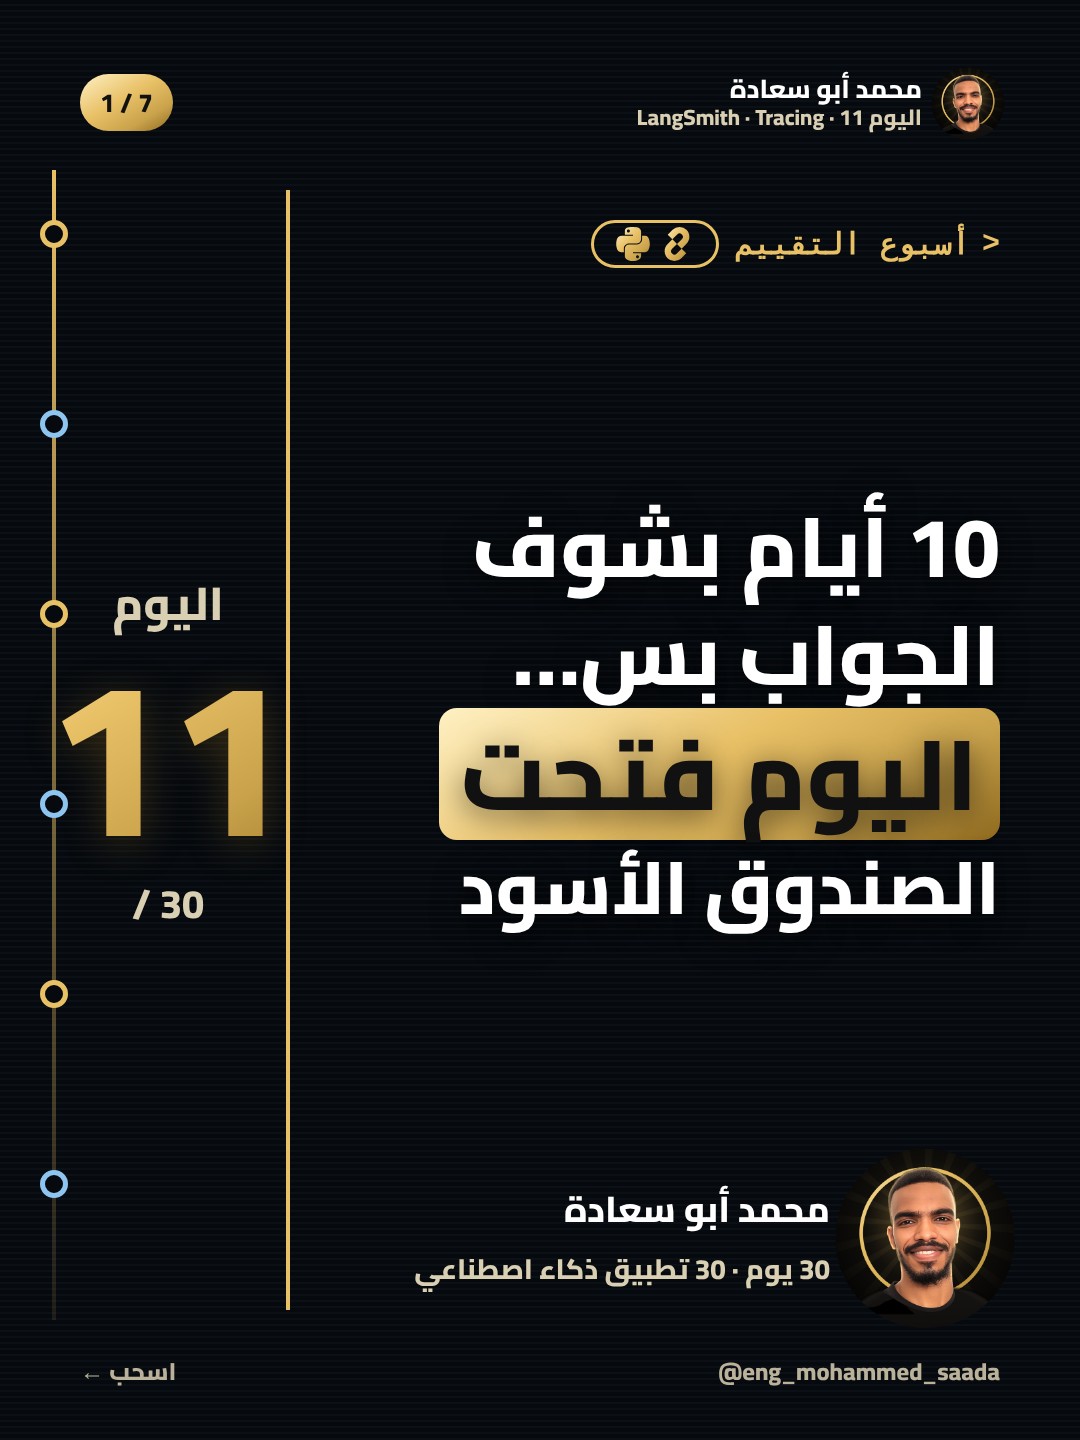 محمد أبو سعادة
اليوم 11 · LangSmith · Tracing
1 / 7
< أسبوع التقييم
10 أيام بشوف
الجواب بس...
اليوم فتحت
الصندوق الأسود
اليوم
11
/ 30
محمد أبو سعادة
30 يوم · 30 تطبيق ذكاء اصطناعي
@eng_mohammed_saada
اسحب ←